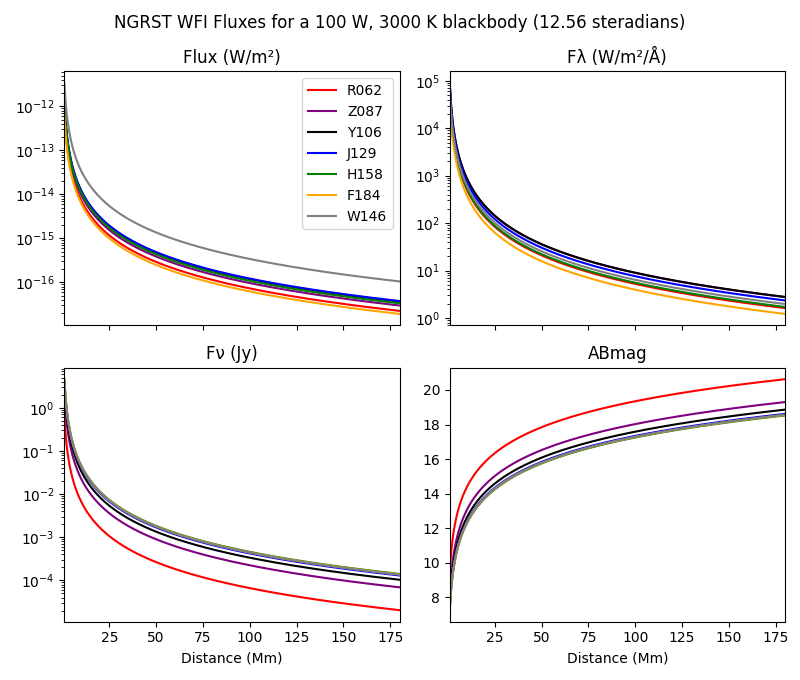 NGRST WFI Fluxes for a 100 W, 3000 K blackbody (12.56 steradians)
Flux (W/m²)
10⁻¹²
10⁻¹³
10⁻¹⁴
10⁻¹⁵
10⁻¹⁶
R062
Z087
Y106
J129
H158
F184
W146
Fλ (W/m²/Å)
10⁵
10⁴
10³
10²
10¹
10⁰
Fν (Jy)
10⁰
10⁻¹
10⁻²
10⁻³
10⁻⁴
25 50 75 100 125 150 175
Distance (Mm)
ABmag
20
18
16
14
12
10
8
25 50 75 100 125 150 175
Distance (Mm)